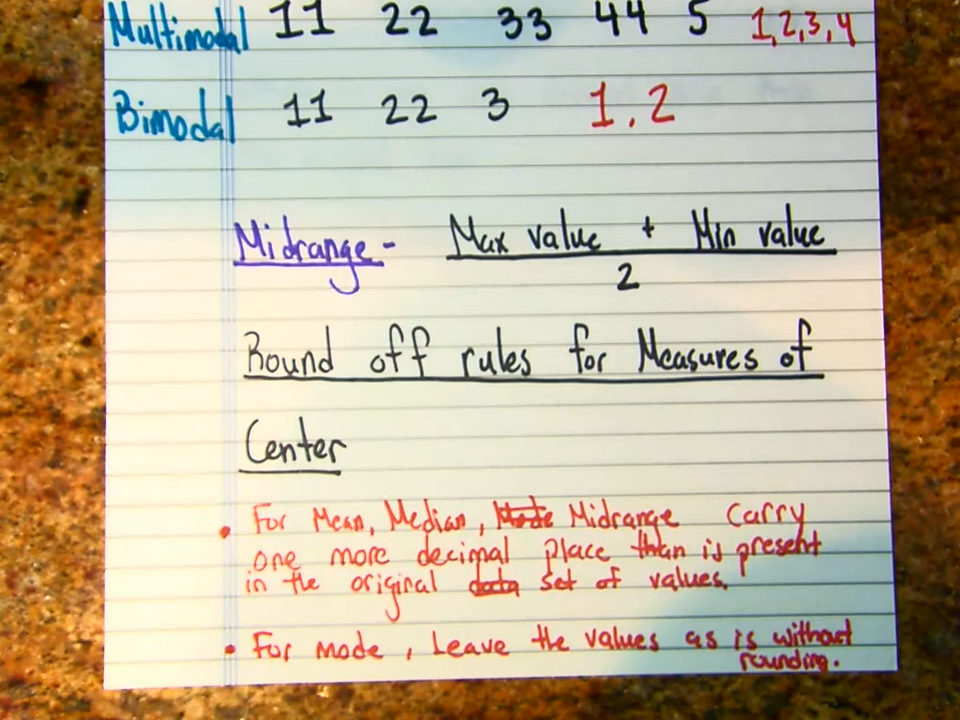 Multimodal 11 22 33 44 5 1,2,3,4
Bimodal 11 22 3 1, 2
Midrange - Max value + Min value
2
Round off rules for Measures of
Center
• For Mean, Median, Mode Midrange carry
one more decimal place than is present
in the original data set of values.
• For mode, Leave the values as is without
rounding.